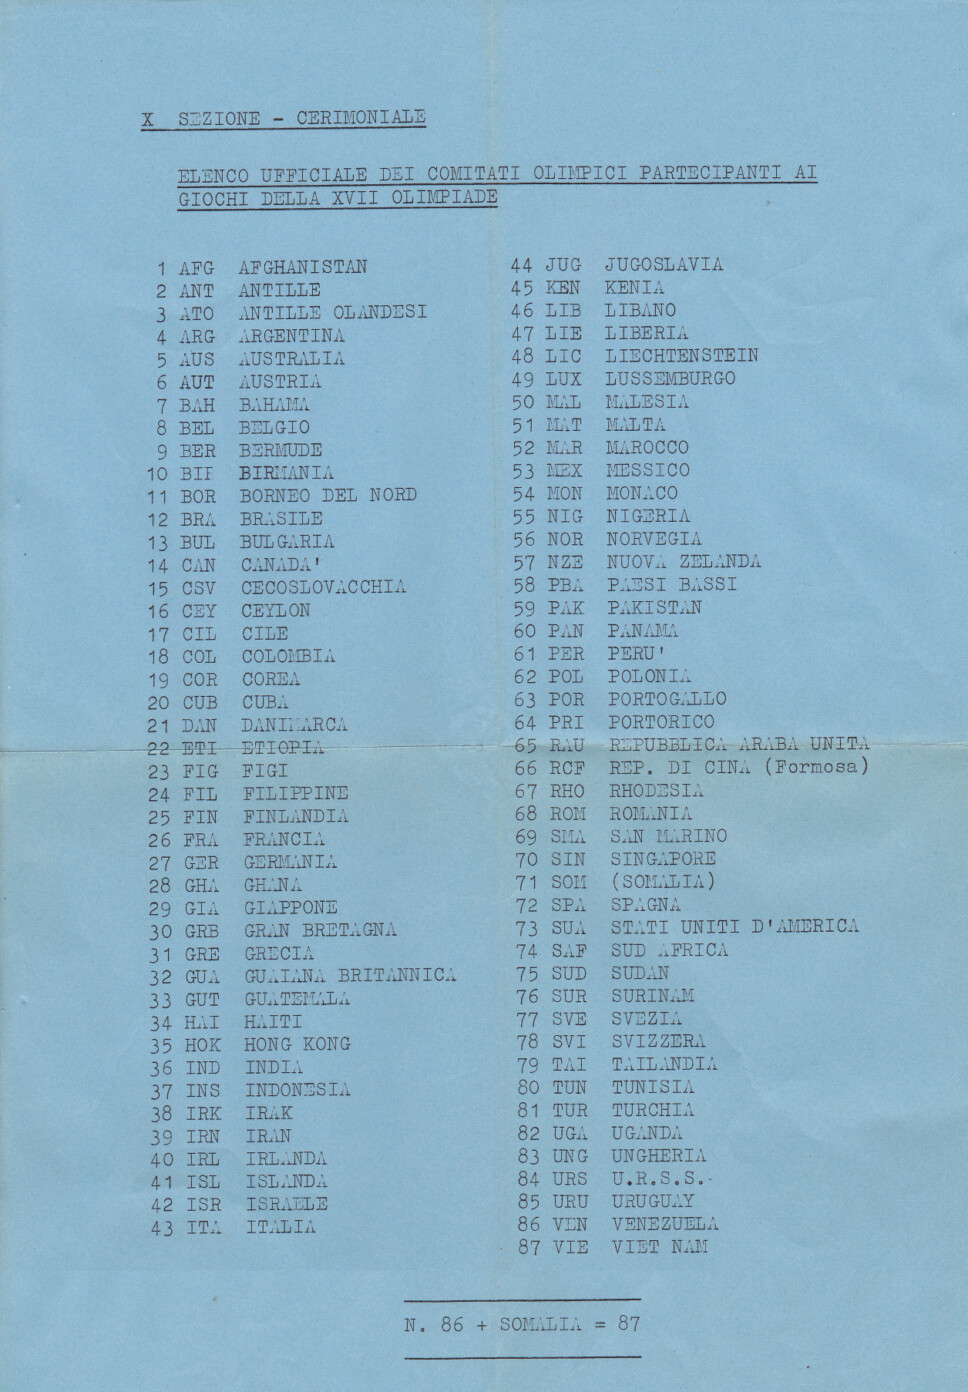 X SEZIONE - CERIMONIALE
ELENCO UFFICIALE DEI COMITATI OLIMPICI PARTECIPANTI AI
GIOCHI DELLA XVII OLIMPIADE
1 AFG AFGHANISTAN
2 ANT ANTILLE
3 ATO ANTILLE OLANDESI
4 ARG ARGENTINA
5 AUS AUSTRALIA
6 AUT AUSTRIA
7 BAH BAHAMA
8 BEL BELGIO
9 BER BERMUDE
10 BIRMANIA
11 BOR BORNEO DEL NORD
12 BRA BRASILE
13 BUL BULGARIA
14 CAN CANADA'
15 CSV CECOSLOVACCHIA
16 CEY CEYLON
17 CIL CILE
18 COL COLOMBIA
19 COR COREA
20 CUB CUBA
21 DAN DANIMARCA
22 ETI ETIOPIA
23 FIG FIGI
24 FIL FILIPPINE
25 FIN FINLANDIA
26 FRA FRANCIA
27 GER GERMANIA
28 GHA GHANA
29 GIA GIAPPONE
30 GRB GRAN BRETAGNA
31 GRE GRECIA
32 GUA GUAIANA BRITANNICA
33 GUT GUATEMALA
34 HAI HAITI
35 HOK HONG KONG
36 IND INDIA
37 INS INDONESIA
38 IRK IRAK
39 IRN IRAN
40 IRL IRLANDA
41 ISL ISLANDA
42 ISR ISRAELE
43 ITA ITALIA
44 JUG JUGOSLAVIA
45 KEN KENIA
46 LIB LIBANO
47 LIE LIBERIA
48 LIC LIECHTENSTEIN
49 LUX LUSSEMBURGO
50 MAL MALESIA
51 MAT MALTA
52 MAR MAROCCO
53 MEX MESSICO
54 MON MONACO
55 NIG NIGERIA
56 NOR NORVEGIA
57 NZE NUOVA ZELANDA
58 PBA PAESI BASSI
59 PAK PAKISTAN
60 PAN PANAMA
61 PER PERU'
62 POL POLONIA
63 POR PORTOGALLO
64 PRI PORTORICO
65 RAU REPUBBLICA ARABA UNITA
66 RCF REP. DI CINA (Formosa)
67 RHO RHODESIA
68 ROM ROMANIA
69 SMA SAN MARINO
70 SIN SINGAPORE
71 SOM (SOMALIA)
72 SPA SPAGNA
73 SUA STATI UNITI D'AMERICA
74 SAF SUD AFRICA
75 SUD SUDAN
76 SUR SURINAM
77 SVE SVEZIA
78 SVI SVIZZERA
79 TAI TAILANDIA
80 TUN TUNISIA
81 TUR TURCHIA
82 UGA UGANDA
83 UNG UNGHERIA
84 URS U.R.S.S.
85 URU URUGUAY
86 VEN VENEZUELA
87 VIE VIET NAM
N. 86 + SOMALIA = 87